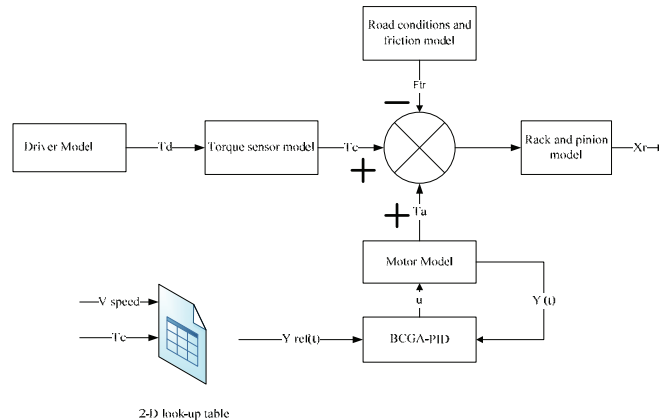 Road conditions and
friction model
Ftr
Driver Model
Td
Torque sensor model
Tc
Rack and pinion
model
Xr
Ta
Motor Model
V speed
u
Y (t)
Tc
Y ref(t)
BCGA-PID
2-D look-up table